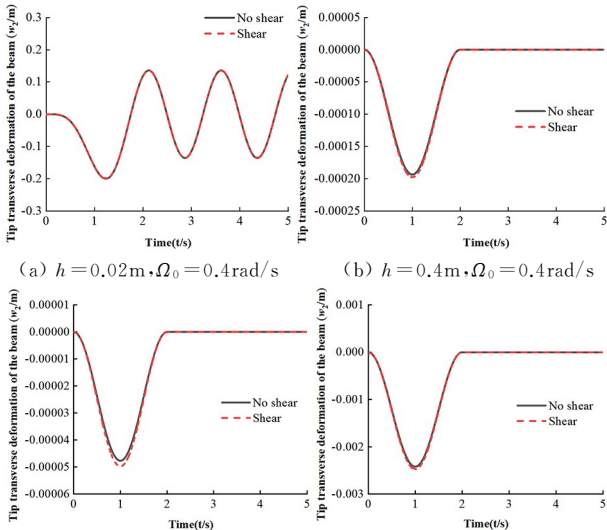 Tip transverse deformation of the beam (w₂/m)
0.3
0.2
0.1
0.0
-0.1
-0.2
-0.3
No shear
Shear
0 1 2 3 4 5
Time(t/s)
(a) h=0.02m,Ω₀=0.4rad/s
Tip transverse deformation of the beam (w₂/m)
0.00005
0.00000
-0.00005
-0.00010
-0.00015
-0.00020
-0.00025
No shear
Shear
0 1 2 3 4 5
Time(t/s)
(b) h=0.4m,Ω₀=0.4rad/s
Tip transverse deformation of the beam (w₂/m)
0.00001
0.00000
-0.00001
-0.00002
-0.00003
-0.00004
-0.00005
-0.00006
No shear
Shear
0 1 2 3 4 5
Time(t/s)
Tip transverse deformation of the beam (w₂/m)
0.001
0.000
-0.001
-0.002
-0.003
No shear
Shear
0 1 2 3 4 5
Time(t/s)